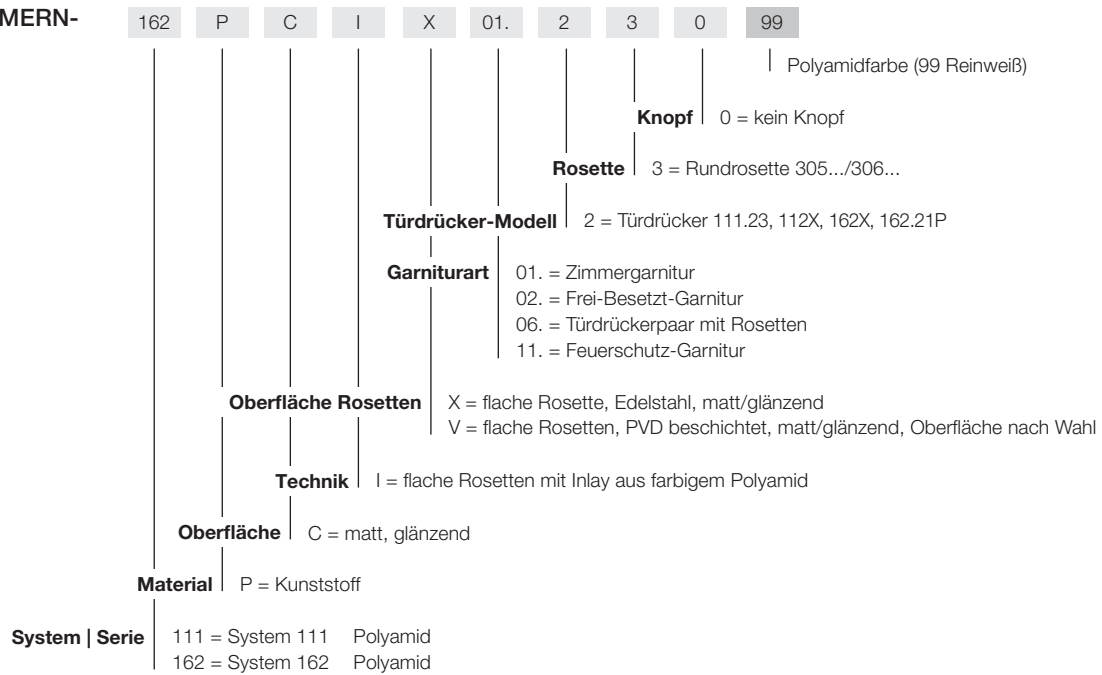 MERN-
162 P C I X 01. 2 3 0 99
Polyamidfarbe (99 Reinweiß)
Knopf 0 = kein Knopf
Rosette 3 = Rundrosette 305.../306...
Türdrücker-Modell 2 = Türdrücker 111.23, 112X, 162X, 162.21P
Garniturart 01. = Zimmergarnitur
02. = Frei-Besetzt-Garnitur
06. = Türdrückerpaar mit Rosetten
11. = Feuerschutz-Garnitur
Oberfläche Rosetten X = flache Rosette, Edelstahl, matt/glänzend
V = flache Rosetten, PVD beschichtet, matt/glänzend, Oberfläche nach Wahl
Technik I = flache Rosetten mit Inlay aus farbigem Polyamid
Oberfläche C = matt, glänzend
Material P = Kunststoff
System | Serie 111 = System 111 Polyamid
162 = System 162 Polyamid